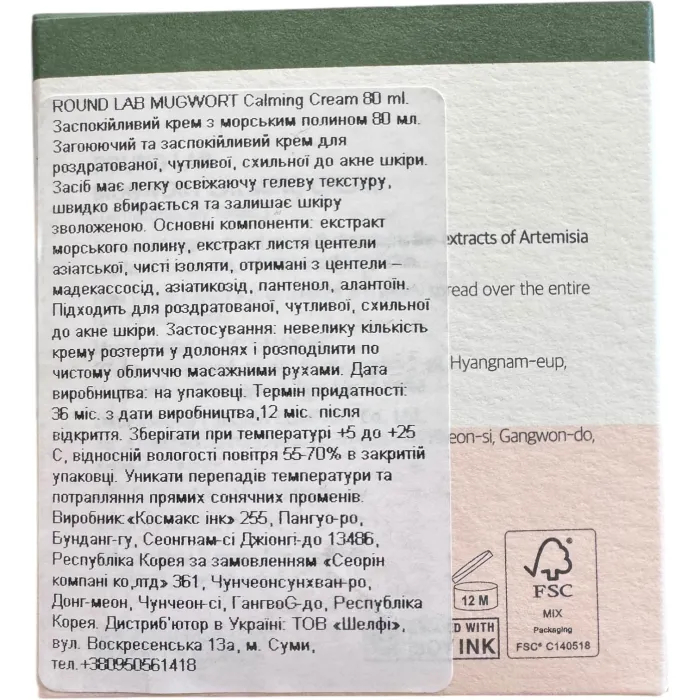 ROUND LAB MUGWORT Calming Cream 80 ml.
Заспокійливий крем з морським полином 80 мл.
Загоюючий та заспокійливий крем для
роздратованої, чутливої, схильної до акне шкіри.
Засіб має легку освіжаючу гелеву текстуру,
швидко вбирається та залишає шкіру
зволоженою. Основні компоненти: екстракт
морського полину, екстракт листя центели
азіатської, чисті ізоляти, отримані з центели –
мадекассосід, азіатикозід, пантенол, алантоїн.
Підходить для роздратованої, чутливої, схильної
до акне шкіри. Застосування: невелику кількість
крему розтерти у долонях і розподілити по
чистому обличчю масажними рухами. Дата
виробництва: на упаковці. Термін придатності:
36 міс. з дати виробництва,12 міс. після
відкриття. Зберігати при температурі +5 до +25
С, відносній вологості повітря 55-70% в закритій
упаковці. Уникати перепадів температури та
потрапляння прямих сонячних променів.
Виробник:«Космакс інк» 255, Пангуо-ро,
Бунданг-гу, Сеонгнам-сі Джіонгі-до 13486,
Республіка Корея за замовленням «Сеорін
компані ко,лтд» 361, Чунчеонсунхван-ро,
Донг-меон, Чунчеон-сі, ГангвоG-до, Республіка
Корея. Дистриб'ютор в Україні: ТОВ «Шелфі»,
вул. Воскресенська 13а, м. Суми,
тел.+380950561418
extracts of Artemisia
read over the entire
Hyangnam-eup,
eon-si, Gangwon-do,
12 M
D WITH
INK
FSC
MIX
Packaging
FSC® C140518